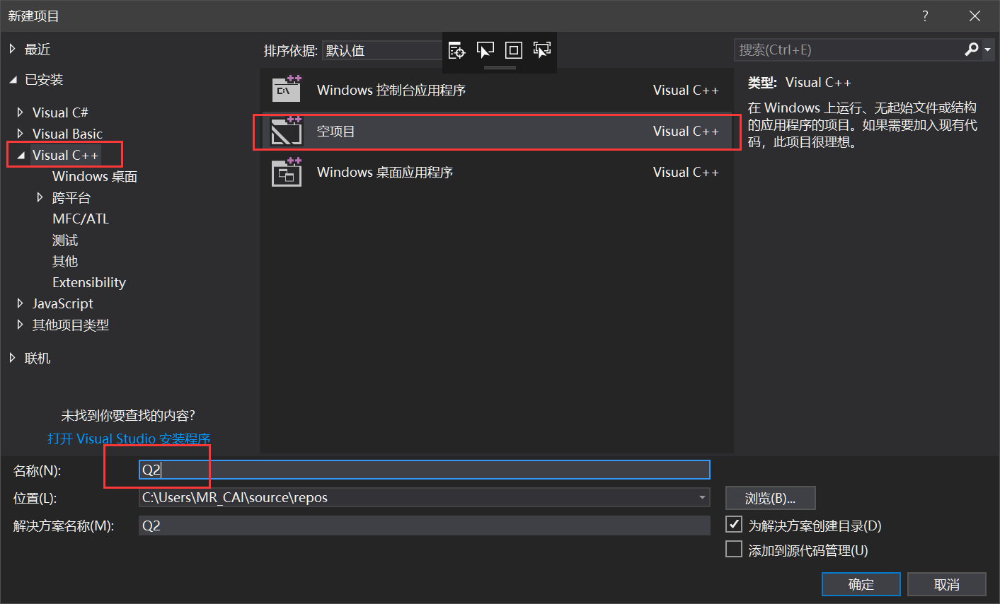 新建项目
?
最近
已安装
Visual C#
Visual Basic
Visual C++
Windows 桌面
跨平台
MFC/ATL
测试
其他
Extensibility
JavaScript
其他项目类型
联机
未找到你要查找的内容?
打开 Visual Studio 安装程序
排序依据: 默认值
Windows 控制台应用程序 Visual C++
空项目 Visual C++
Windows 桌面应用程序 Visual C++
搜索(Ctrl+E)
类型: Visual C++
在 Windows 上运行、无起始文件或结构
的应用程序的项目。如果需要加入现有代
码，此项目很理想。
名称(N): Q2
位置(L): C:\Users\MR_CAI\source\repos
浏览(B)...
解决方案名称(M): Q2
为解决方案创建目录(D)
添加到源代码管理(U)
确定
取消